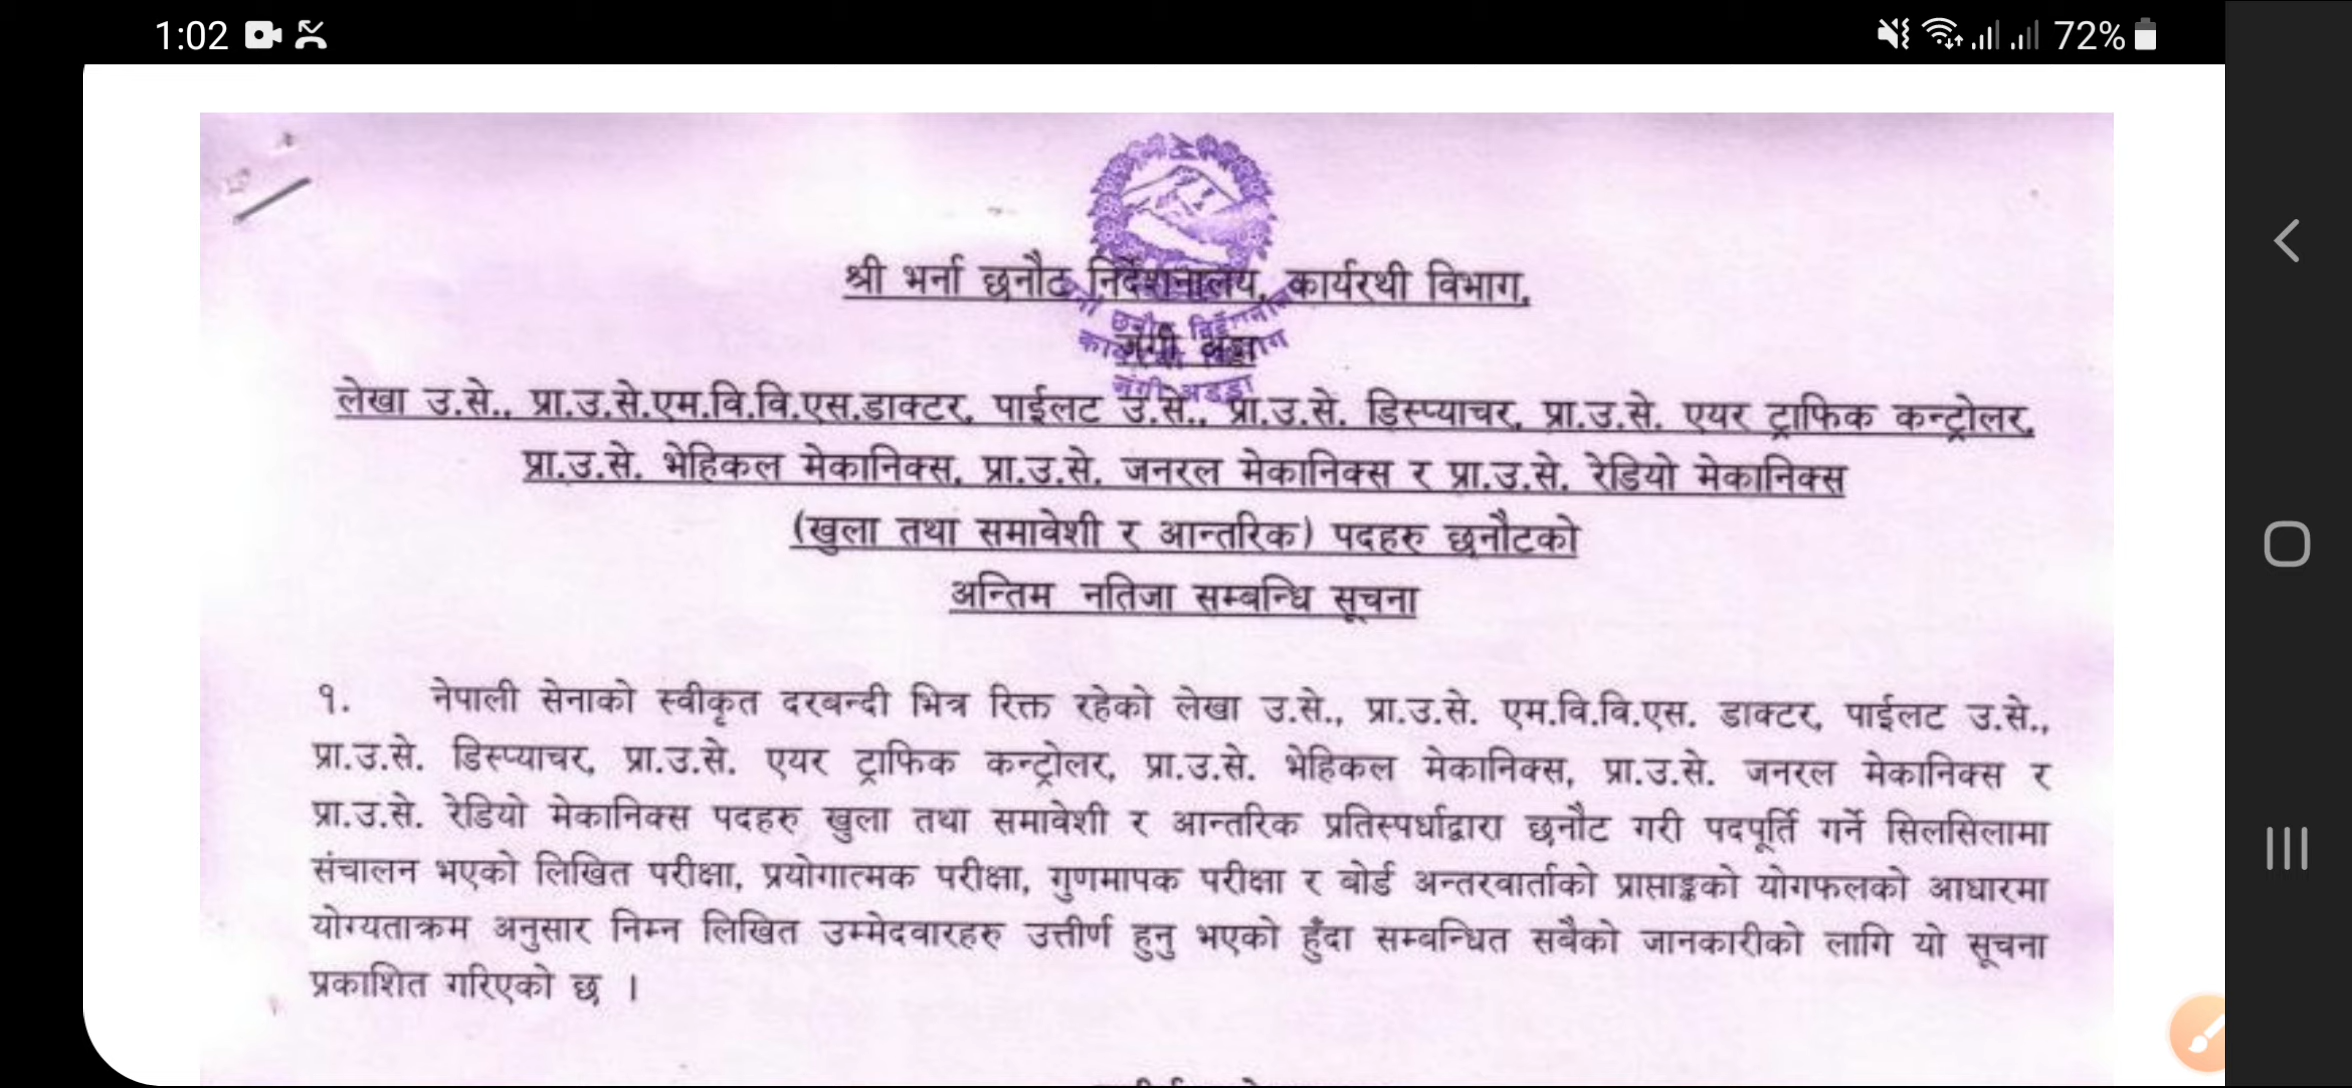 1:02
72%
श्री भर्ना छनौट निर्देशनालय, कार्यरथी विभाग,
जंगी अड्डा
लेखा उ.से., प्रा.उ.से.एम.वि.वि.एस.डाक्टर, पाईलट उ.से., प्रा.उ.से. डिस्प्याचर, प्रा.उ.से. एयर ट्राफिक कन्ट्रोलर,
प्रा.उ.से. भेहिकल मेकानिक्स, प्रा.उ.से. जनरल मेकानिक्स र प्रा.उ.से. रेडियो मेकानिक्स
(खुला तथा समावेशी र आन्तरिक) पदहरु छनौटको
अन्तिम नतिजा सम्बन्धि सूचना
१. नेपाली सेनाको स्वीकृत दरबन्दी भित्र रिक्त रहेको लेखा उ.से., प्रा.उ.से. एम.वि.वि.एस. डाक्टर, पाईलट उ.से.,
प्रा.उ.से. डिस्प्याचर, प्रा.उ.से. एयर ट्राफिक कन्ट्रोलर, प्रा.उ.से. भेहिकल मेकानिक्स, प्रा.उ.से. जनरल मेकानिक्स र
प्रा.उ.से. रेडियो मेकानिक्स पदहरु खुला तथा समावेशी र आन्तरिक प्रतिस्पर्धाद्वारा छनौट गरी पदपूर्ति गर्ने सिलसिलामा
संचालन भएको लिखित परीक्षा, प्रयोगात्मक परीक्षा, गुणमापक परीक्षा र बोर्ड अन्तरवार्ताको प्राप्ताङ्कको योगफलको आधारमा
योग्यताक्रम अनुसार निम्न लिखित उम्मेदवारहरु उत्तीर्ण हुनु भएको हुँदा सम्बन्धित सबैको जानकारीको लागि यो सूचना
प्रकाशित गरिएको छ ।